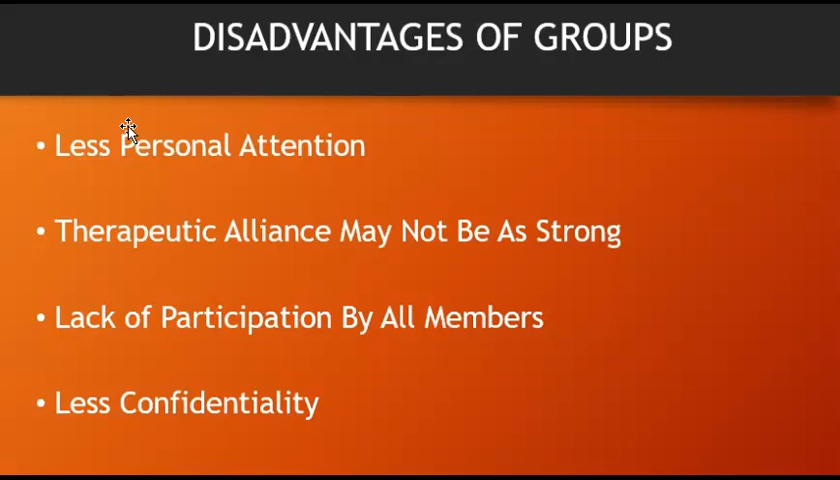 DISADVANTAGES OF GROUPS
• Less Personal Attention
• Therapeutic Alliance May Not Be As Strong
• Lack of Participation By All Members
• Less Confidentiality